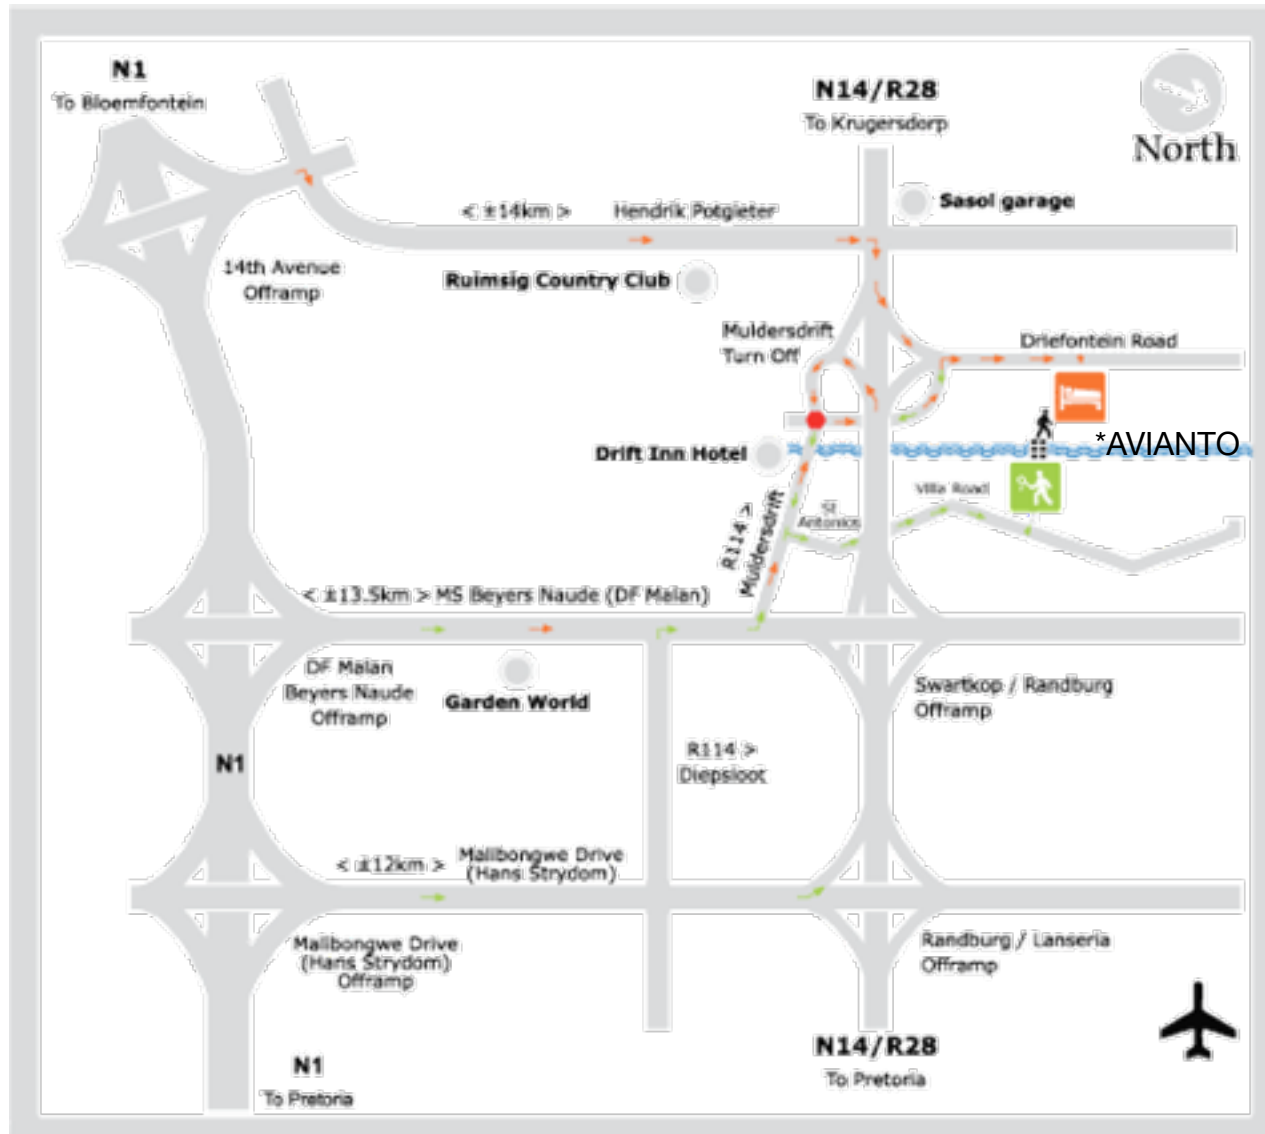 N1
To Bloemfontein
N14/R28
To Krugersdorp
North
Sasol garage
< ±14km >
Hendrik Potgieter
14th Avenue
Offramp
Ruimsig Country Club
Muldersdrift
Turn Off
Driefontein Road
*AVIANTO
Drift Inn Hotel
R114 >
Muldersdrift
St
Antonios
Villa Road
< ±13.5km > MS Beyers Naude (DF Malan)
DF Malan
Beyers Naude
Offramp
Garden World
Swartkop / Randburg
Offramp
N1
R114 >
Diepsloot
< ±12km >
Malibongwe Drive
(Hans Strydom)
Malibongwe Drive
(Hans Strydom)
Offramp
Randburg / Lanseria
Offramp
N1
To Pretoria
N14/R28
To Pretoria